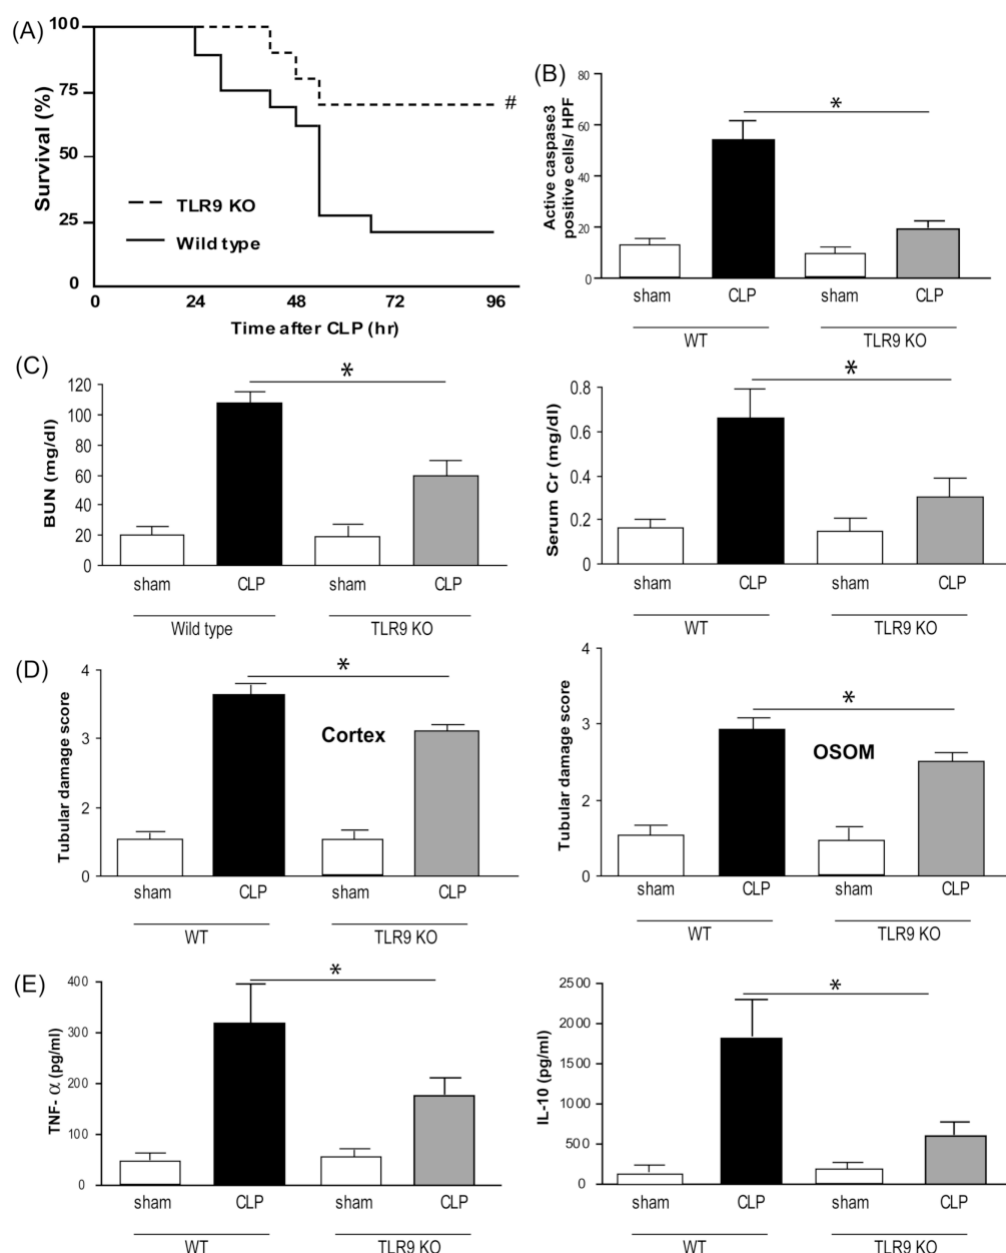 (A)
Survival (%)
100
75
50
25
0
TLR9 KO
Wild type
#
0 24 48 72 96
Time after CLP (hr)
(B)
Active caspase3
positive cells/ HPF
80
60
40
20
0
*
sham CLP sham CLP
WT TLR9 KO
(C)
BUN (mg/dl)
120
100
80
60
40
20
0
*
sham CLP sham CLP
Wild type TLR9 KO
Serum Cr (mg/dl)
0.8
0.6
0.4
0.2
0
*
sham CLP sham CLP
WT TLR9 KO
(D)
Tubular damage score
4
3
2
0
*
Cortex
sham CLP sham CLP
WT TLR9 KO
Tubular damage score
4
3
2
0
*
OSOM
sham CLP sham CLP
WT TLR9 KO
(E)
TNF- α (pg/ml)
400
300
200
100
0
*
sham CLP sham CLP
WT TLR9 KO
IL-10 (pg/ml)
2500
2000
1500
1000
500
0
*
sham CLP sham CLP
WT TLR9 KO